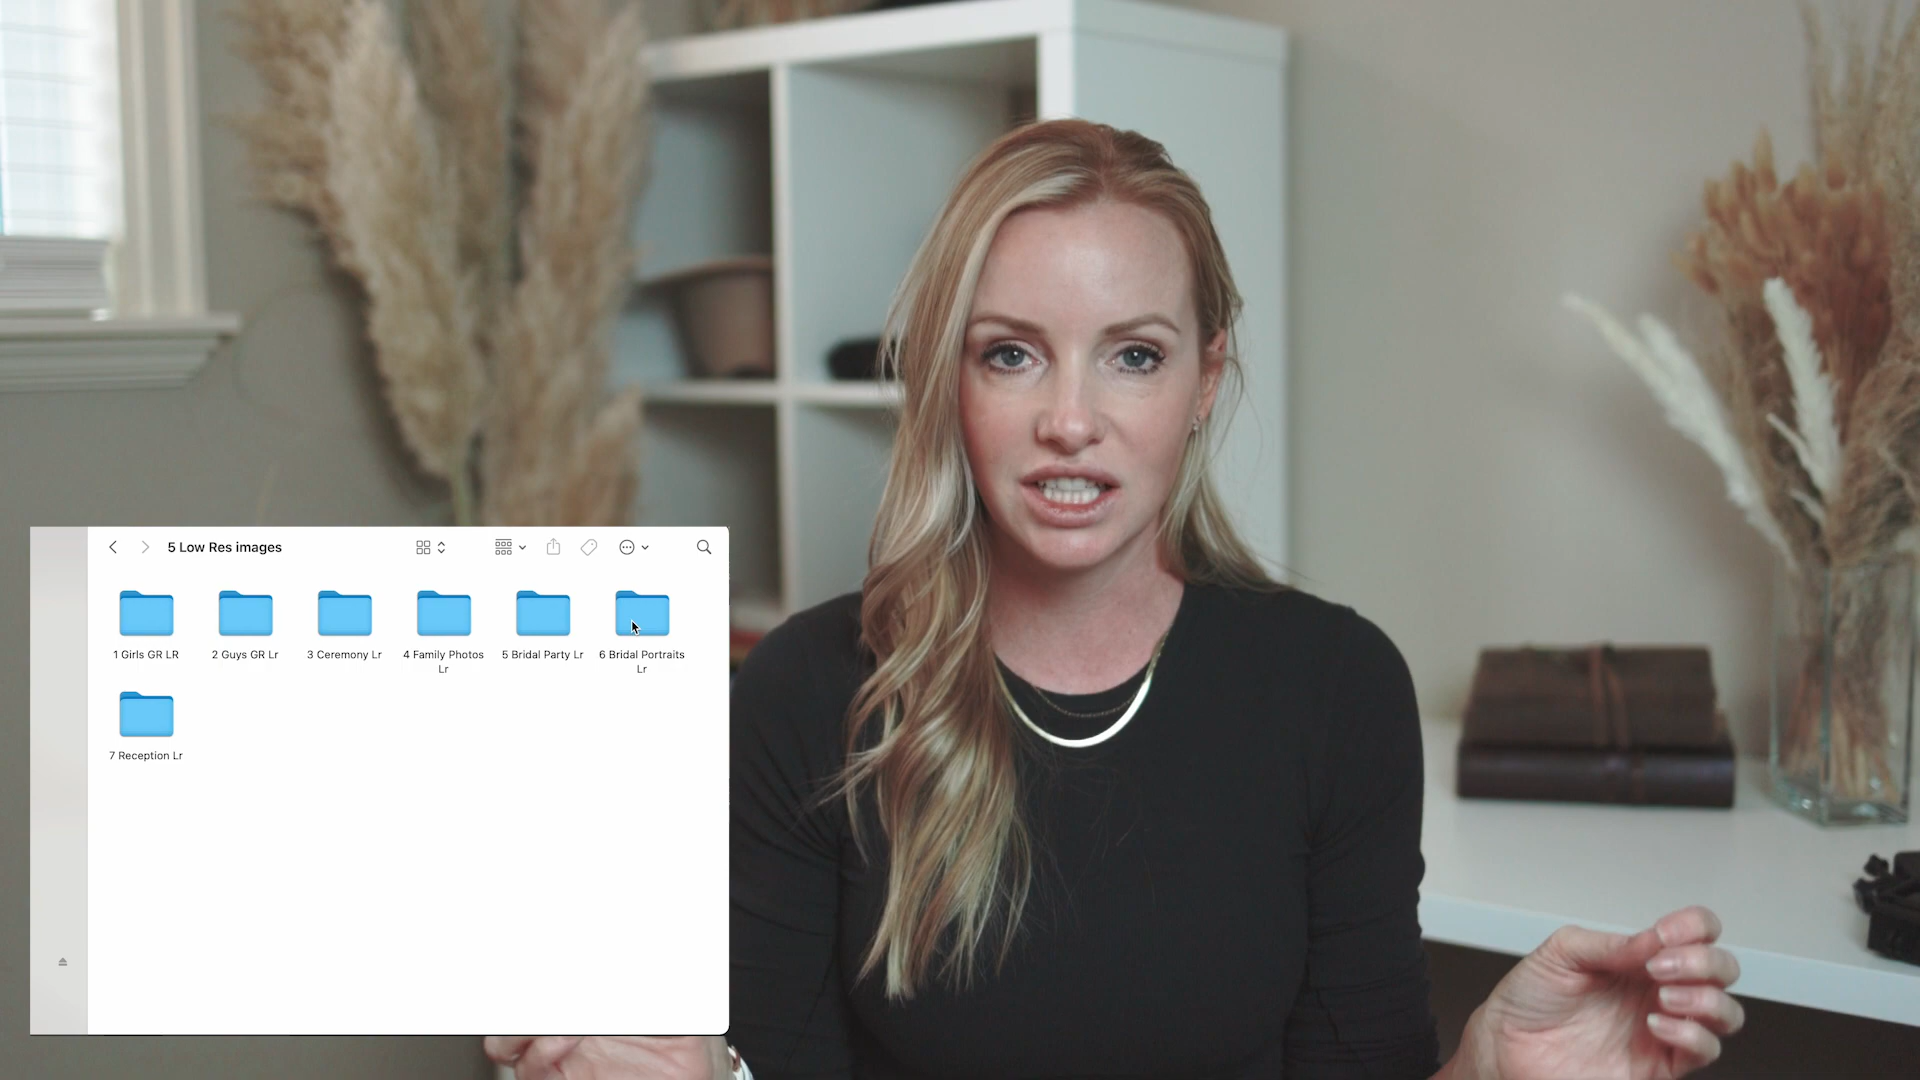 5 Low Res images
1 Girls GR LR
2 Guys GR Lr
3 Ceremony Lr
4 Family Photos
Lr
5 Bridal Party Lr
6 Bridal Portraits
Lr
7 Reception Lr